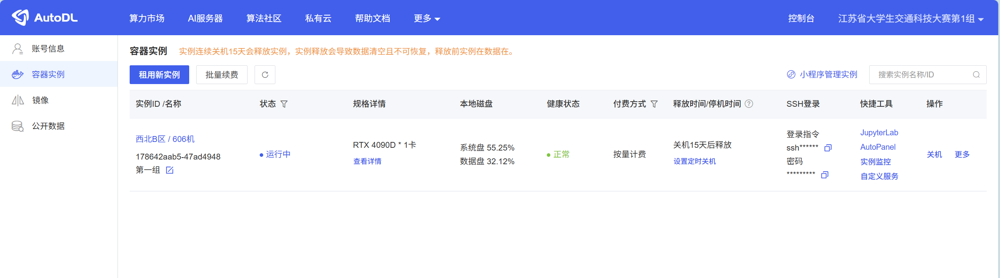 AutoDL
算力市场 AI服务器 算法社区 私有云 帮助文档 更多 控制台 江苏省大学生交通科技大赛第1组
账号信息
容器实例
镜像
公开数据
容器实例 实例连续关机15天会释放实例，实例释放会导致数据清空且不可恢复，释放前实例在数据在。
租用新实例 批量续费 小程序管理实例 搜索实例名称/ID
实例ID /名称 状态 规格详情 本地磁盘 健康状态 付费方式 释放时间/停机时间 ? SSH登录 快捷工具 操作
西北B区 / 606机
178642aab5-47ad4948
第一组
运行中
RTX 4090D * 1卡
查看详情
系统盘 55.25%
数据盘 32.12%
正常
按量计费
关机15天后释放
设置定时关机
登录指令
ssh******
密码
*********
JupyterLab
AutoPanel
实例监控
自定义服务
关机 更多